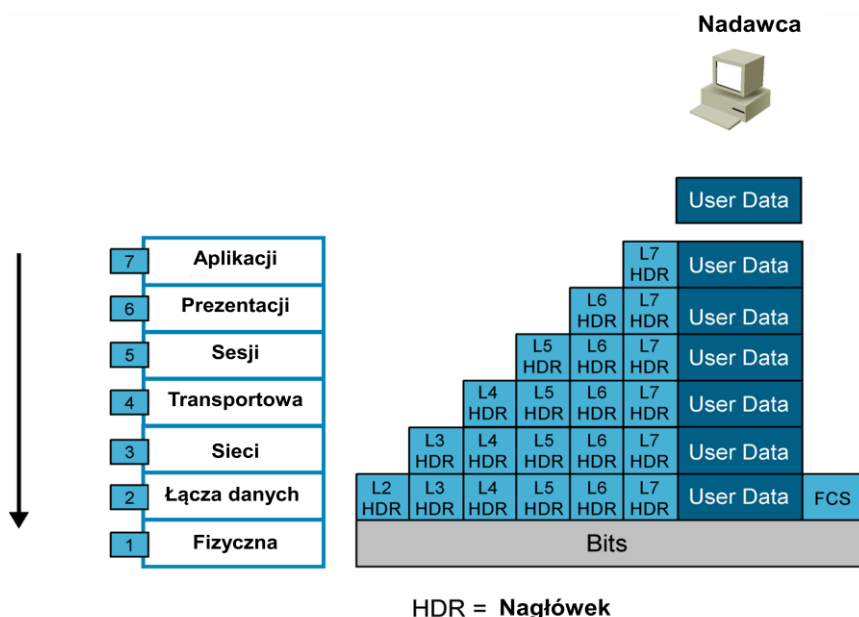 Nadawca
User Data
7 Aplikacji L7 HDR User Data
6 Prezentacji L6 HDR L7 HDR User Data
5 Sesji L5 HDR L6 HDR L7 HDR User Data
4 Transportowa L4 HDR L5 HDR L6 HDR L7 HDR User Data
3 Sieci L3 HDR L4 HDR L5 HDR L6 HDR L7 HDR User Data
2 Łącza danych L2 HDR L3 HDR L4 HDR L5 HDR L6 HDR L7 HDR User Data FCS
1 Fizyczna Bits
HDR = Nagłówek